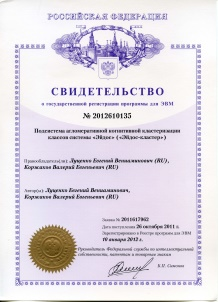 РОССИЙСКАЯ ФЕДЕРАЦИЯ
СВИДЕТЕЛЬСТВО
о государственной регистрации программы для ЭВМ
№ 2012610135
Подсистема агломеративной когнитивной кластеризации
классов системы «Эйдос» («Эйдос-кластер»)
Правообладатель(ли): Луценко Евгений Вениаминович (RU),
Коржаков Валерий Евгеньевич (RU)
Автор(ы): Луценко Евгений Вениаминович,
Коржаков Валерий Евгеньевич (RU)
Заявка № 2011617962
Дата поступления 26 октября 2011 г.
Зарегистрировано в Реестре программ для ЭВМ
10 января 2012 г.
Руководитель Федеральной службы по интеллектуальной
собственности, патентам и товарным знакам
Б.П. Симонов